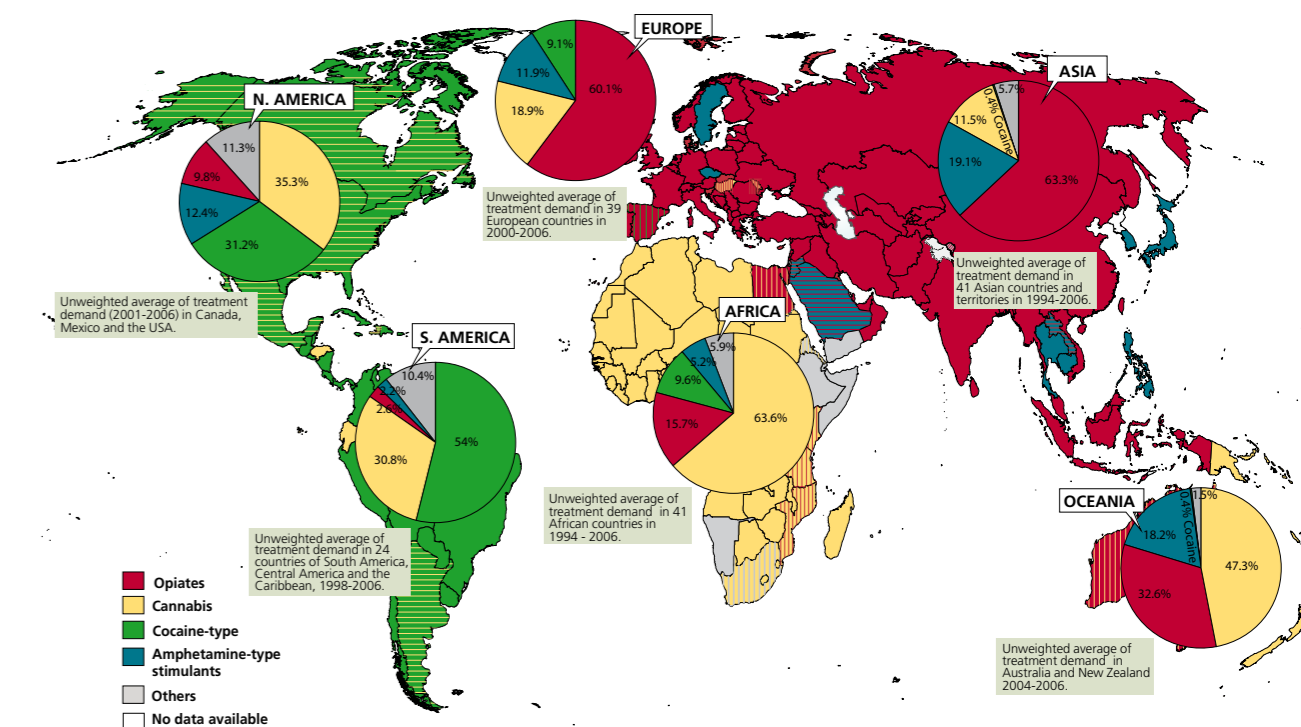 EUROPE
9.1%
11.9%
60.1%
18.9%
Unweighted average of
treatment demand in 39
European countries in
2000-2006.
ASIA
5.7%
0.4% Cocaine
11.5%
19.1%
63.3%
Unweighted average of
treatment demand in
41 Asian countries and
territories in 1994-2006.
N. AMERICA
11.3%
9.8%
35.3%
12.4%
31.2%
Unweighted average of treatment
demand (2001-2006) in Canada,
Mexico and the USA.
S. AMERICA
10.4%
2.2%
54%
30.8%
Unweighted average of
treatment demand in 24
countries of South America,
Central America and the
Caribbean, 1998-2006.
AFRICA
5.9%
5.2%
9.6%
15.7%
63.6%
Unweighted average of
treatment demand in 41
African countries in
1994 - 2006.
OCEANIA
1.5%
0.4% Cocaine
18.2%
47.3%
32.6%
Unweighted average of
treatment demand in
Australia and New Zealand
2004-2006.
Opiates
Cannabis
Cocaine-type
Amphetamine-type
stimulants
Others
No data available